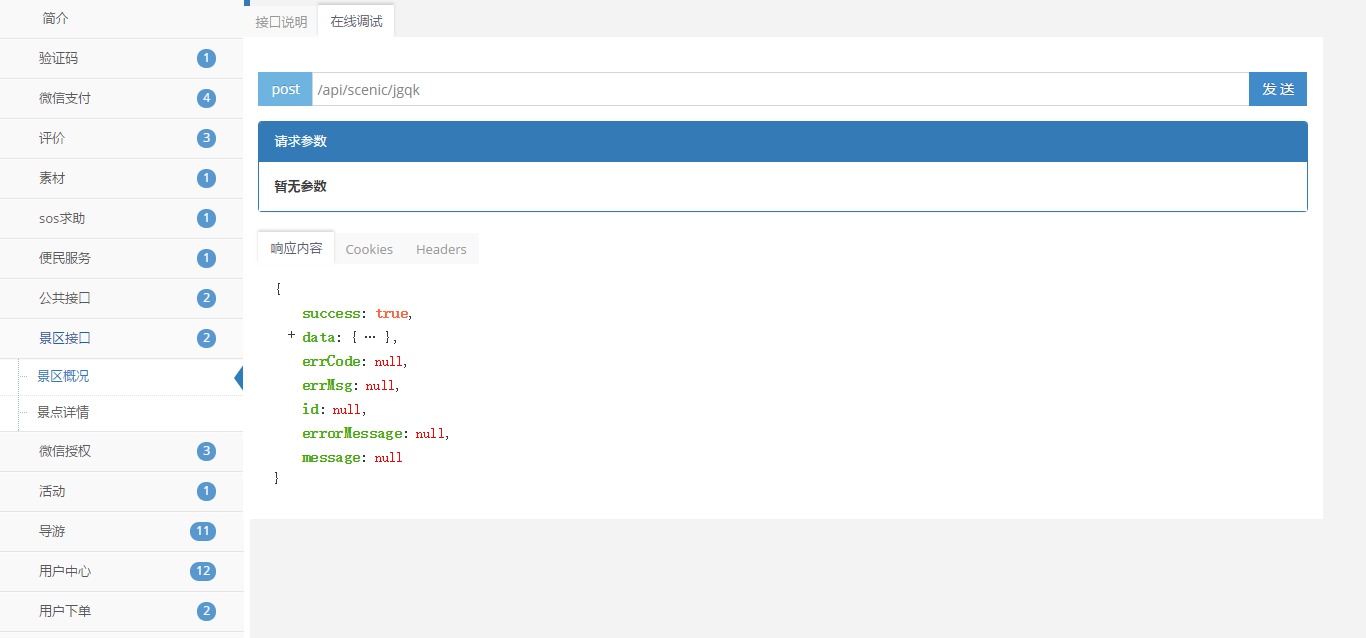 简介
验证码 1
微信支付 4
评价 3
素材 1
sos求助 1
便民服务 1
公共接口 2
景区接口 2
景区概况
景点详情
微信授权 3
活动 1
导游 11
用户中心 12
用户下单 2
接口说明 在线调试
post /api/scenic/jgqk 发 送
请求参数
暂无参数
响应内容 Cookies Headers
{
success: true,
+ data: { ··· },
errCode: null,
errMsg: null,
id: null,
errorMessage: null,
message: null
}